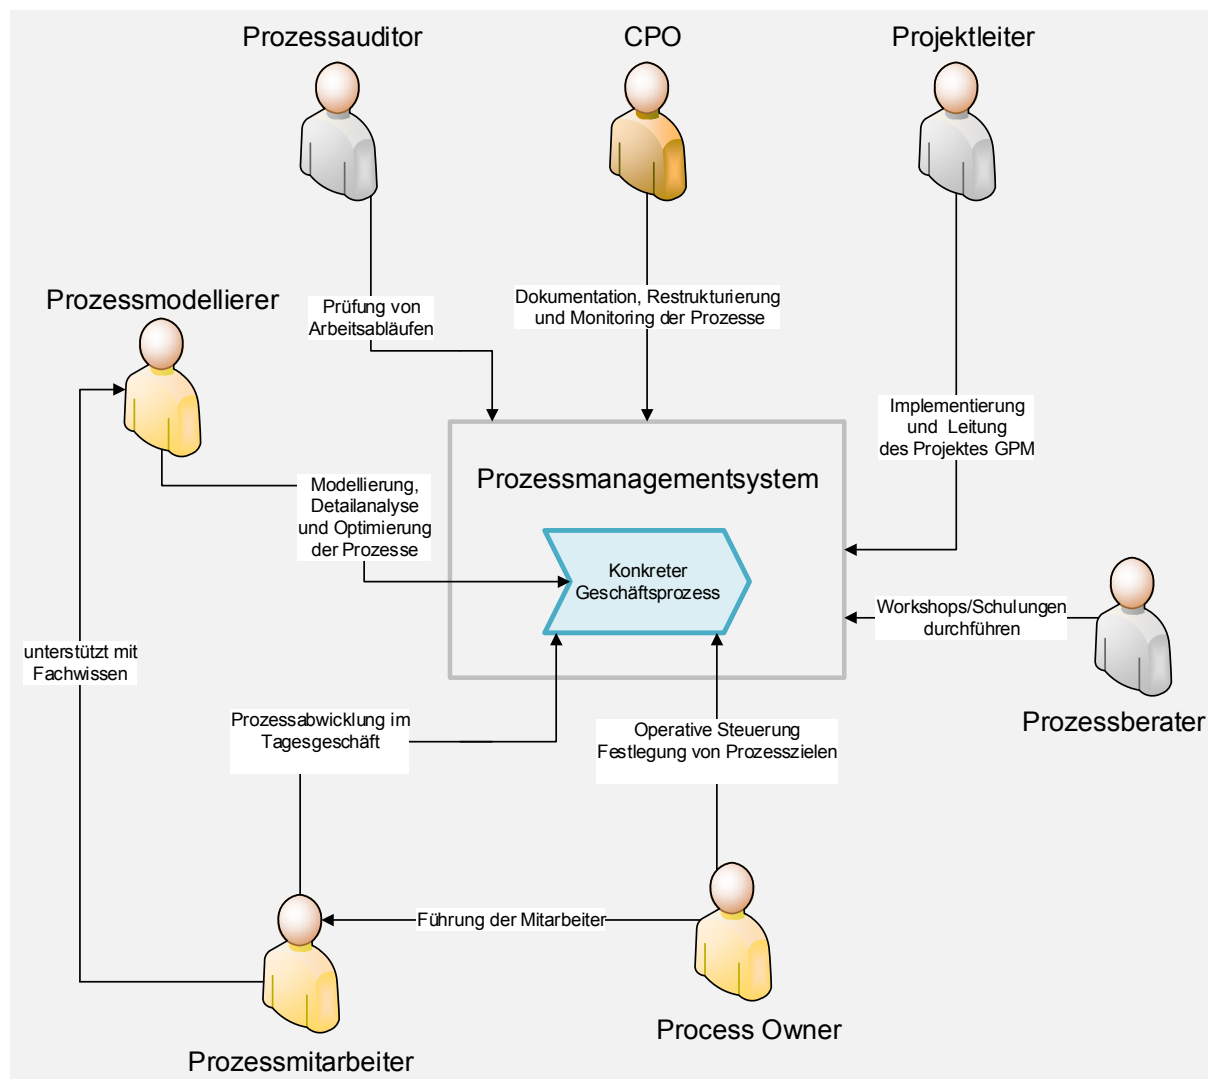 Prozessauditor
CPO
Projektleiter
Prozessmodellierer
Prüfung von
Arbeitsabläufen
Dokumentation, Restrukturierung
und Monitoring der Prozesse
Implementierung
und Leitung
des Projektes GPM
Prozessmanagementsystem
Modellierung,
Detailanalyse
und Optimierung
der Prozesse
Konkreter
Geschäftsprozess
Workshops/Schulungen
durchführen
unterstützt mit
Fachwissen
Prozessberater
Prozessabwicklung im
Tagesgeschäft
Operative Steuerung
Festlegung von Prozesszielen
Führung der Mitarbeiter
Process Owner
Prozessmitarbeiter